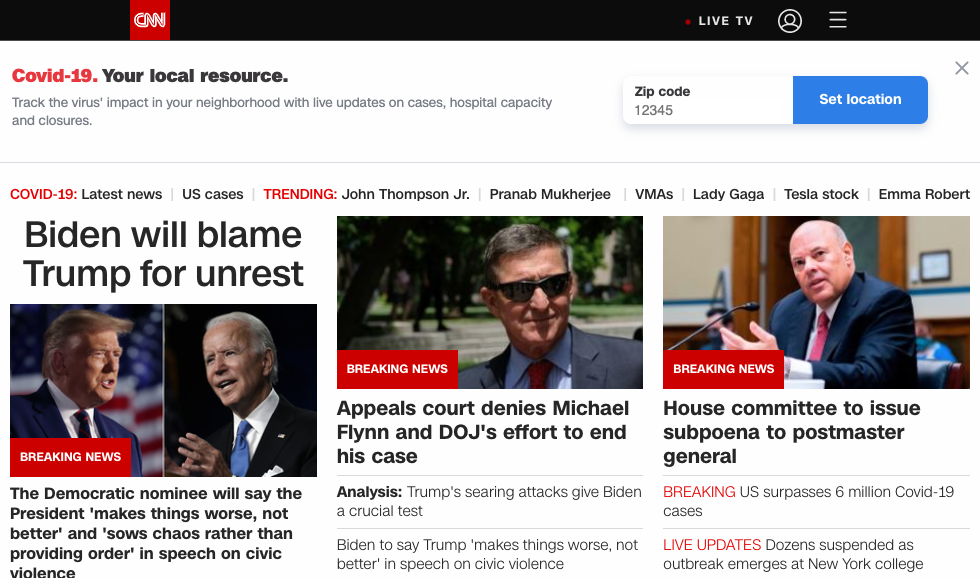 CNN
LIVE TV
Covid-19. Your local resource.
Track the virus' impact in your neighborhood with live updates on cases, hospital capacity
and closures.
Zip code
12345
Set location
COVID-19: Latest news | US cases | TRENDING: John Thompson Jr. | Pranab Mukherjee | VMAs | Lady Gaga | Tesla stock | Emma Robert
Biden will blame
Trump for unrest
BREAKING NEWS
The Democratic nominee will say the
President 'makes things worse, not
better' and 'sows chaos rather than
providing order' in speech on civic
violence
BREAKING NEWS
Appeals court denies Michael
Flynn and DOJ's effort to end
his case
Analysis: Trump's searing attacks give Biden
a crucial test
Biden to say Trump 'makes things worse, not
better' in speech on civic violence
BREAKING NEWS
House committee to issue
subpoena to postmaster
general
BREAKING US surpasses 6 million Covid-19
cases
LIVE UPDATES Dozens suspended as
outbreak emerges at New York college